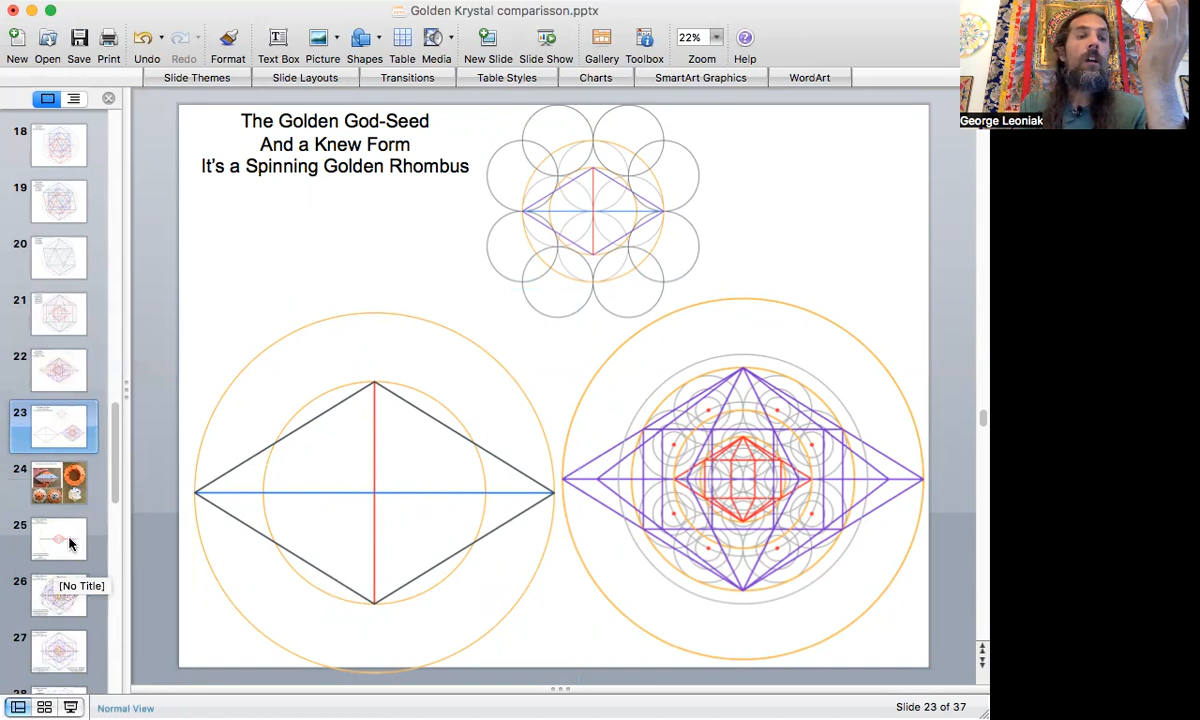 Golden Krystal comparisson.pptx
22%
New Open Save Print Undo Redo Format Text Box Picture Shapes Table Media New Slide Slide Show Gallery Toolbox Zoom Help
Slide Themes Slide Layouts Transitions Table Styles Charts SmartArt Graphics WordArt
George Leoniak
18
19
20
21
22
23
24
25
[No Title]
26
27
28
The Golden God-Seed
And a Knew Form
It's a Spinning Golden Rhombus
Normal View
Slide 23 of 37